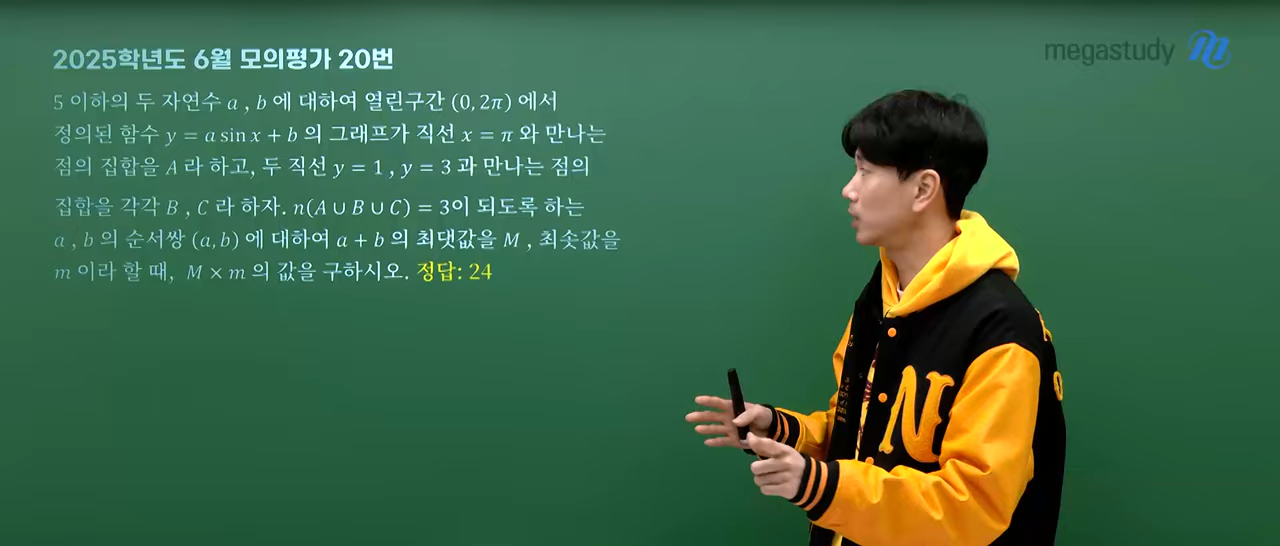 2025학년도 6월 모의평가 20번
megastudy
5 이하의 두 자연수 a , b 에 대하여 열린구간 (0, 2π) 에서
정의된 함수 y = a sin x + b 의 그래프가 직선 x = π 와 만나는
점의 집합을 A 라 하고, 두 직선 y = 1 , y = 3 과 만나는 점의
집합을 각각 B , C 라 하자. n(A ∪ B ∪ C) = 3이 되도록 하는
a , b 의 순서쌍 (a, b) 에 대하여 a + b 의 최댓값을 M , 최솟값을
m 이라 할 때, M × m 의 값을 구하시오. 정답: 24
N